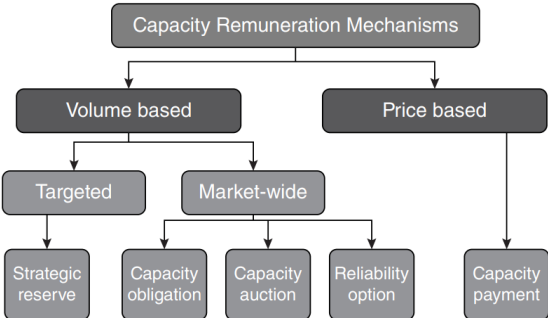 Capacity Remuneration Mechanisms
Volume based
Price based
Targeted
Market-wide
Strategic
reserve
Capacity
obligation
Capacity
auction
Reliability
option
Capacity
payment